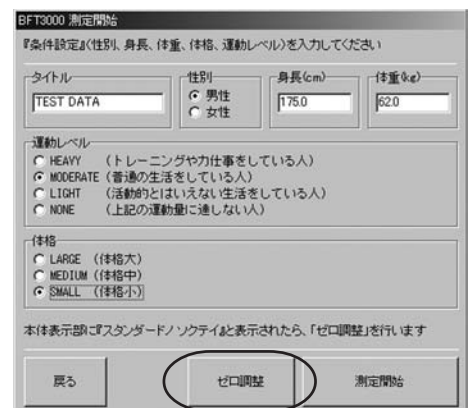 BFT3000 測定開始
『条件設定』(性別、身長、体重、体格、運動レベル)を入力してください
タイトル 性別 身長(cm) 体重(kg)
TEST DATA 男性 175.0 62.0
女性
運動レベル
HEAVY (トレーニングや力仕事をしている人)
MODERATE (普通の生活をしている人)
LIGHT (活動的とはいえない生活をしている人)
NONE (上記の運動量に達しない人)
体格
LARGE (体格大)
MEDIUM (体格中)
SMALL (体格小)
本体表示部に『スタンダードノ ソクテイ』と表示されたら、「ゼロ調整」を行います
戻る ゼロ調整 測定開始